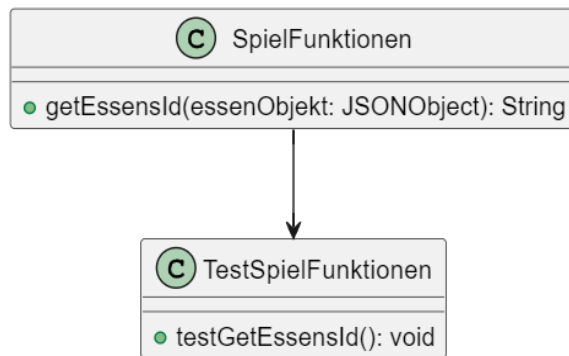 C SpielFunktionen
getEssensId(essenObjekt: JSONObject): String
C TestSpielFunktionen
testGetEssensId(): void